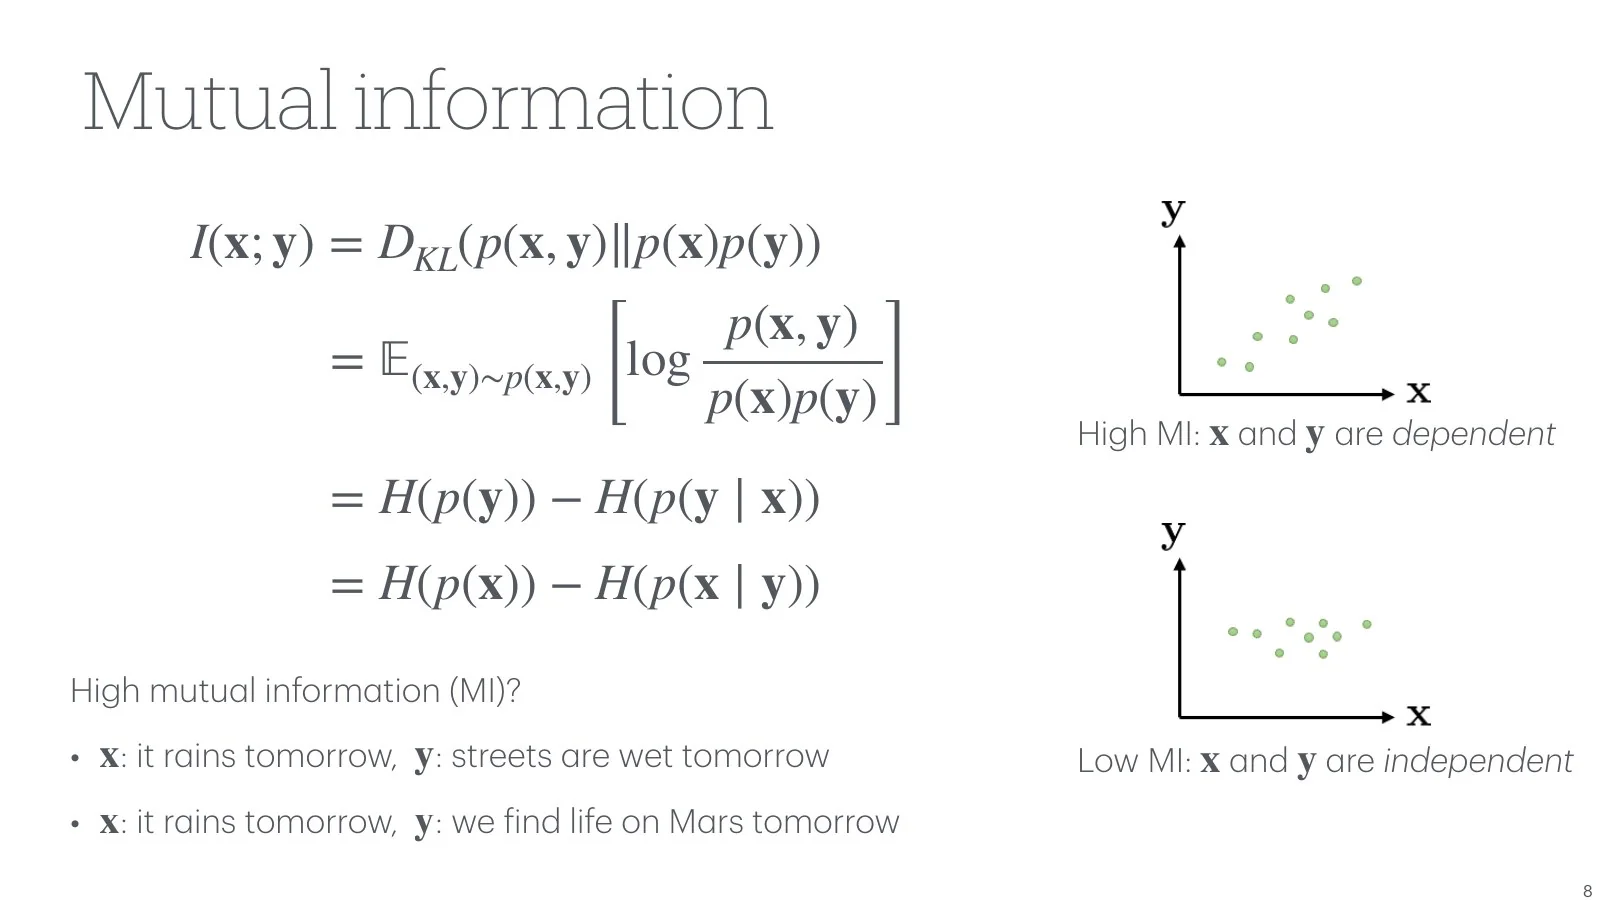 Mutual information
I(x; y) = D_KL(p(x, y)‖p(x)p(y))
= 𝔼_(x,y)∼p(x,y) [log p(x, y) / p(x)p(y)]
= H(p(y)) − H(p(y | x))
= H(p(x)) − H(p(x | y))
High mutual information (MI)?
• x: it rains tomorrow, y: streets are wet tomorrow
• x: it rains tomorrow, y: we find life on Mars tomorrow
y
x
High MI: x and y are dependent
y
x
Low MI: x and y are independent
8